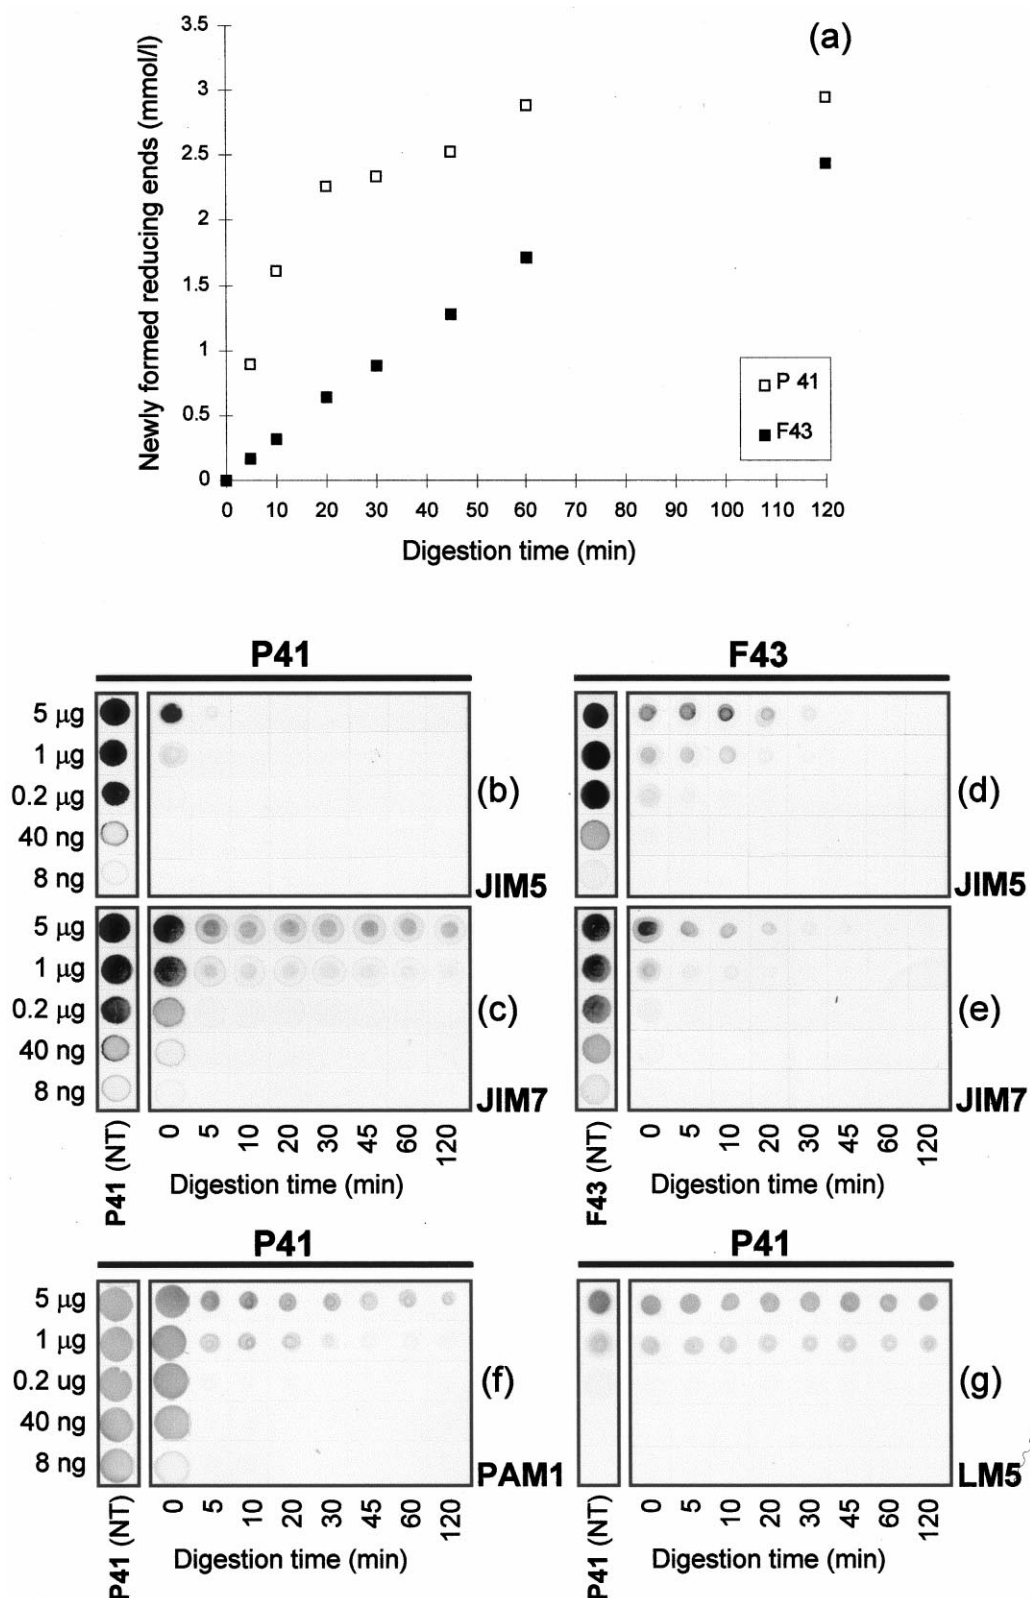 (a)
Newly formed reducing ends (mmol/l)
3.5
3
2.5
2
1.5
1
0.5
0
P 41
F43
0 10 20 30 40 50 60 70 80 90 100 110 120
Digestion time (min)
P41
5 µg
1 µg
0.2 µg
40 ng
8 ng
(b)
JIM5
5 µg
1 µg
0.2 µg
40 ng
8 ng
(c)
JIM7
P41 (NT)
0 5 10 20 30 45 60 120
Digestion time (min)
F43
(d)
JIM5
(e)
JIM7
F43 (NT)
0 5 10 20 30 45 60 120
Digestion time (min)
P41
5 µg
1 µg
0.2 ug
40 ng
8 ng
(f)
PAM1
P41 (NT)
0 5 10 20 30 45 60 120
Digestion time (min)
P41
(g)
LM5
P41 (NT)
0 5 10 20 30 45 60 120
Digestion time (min)